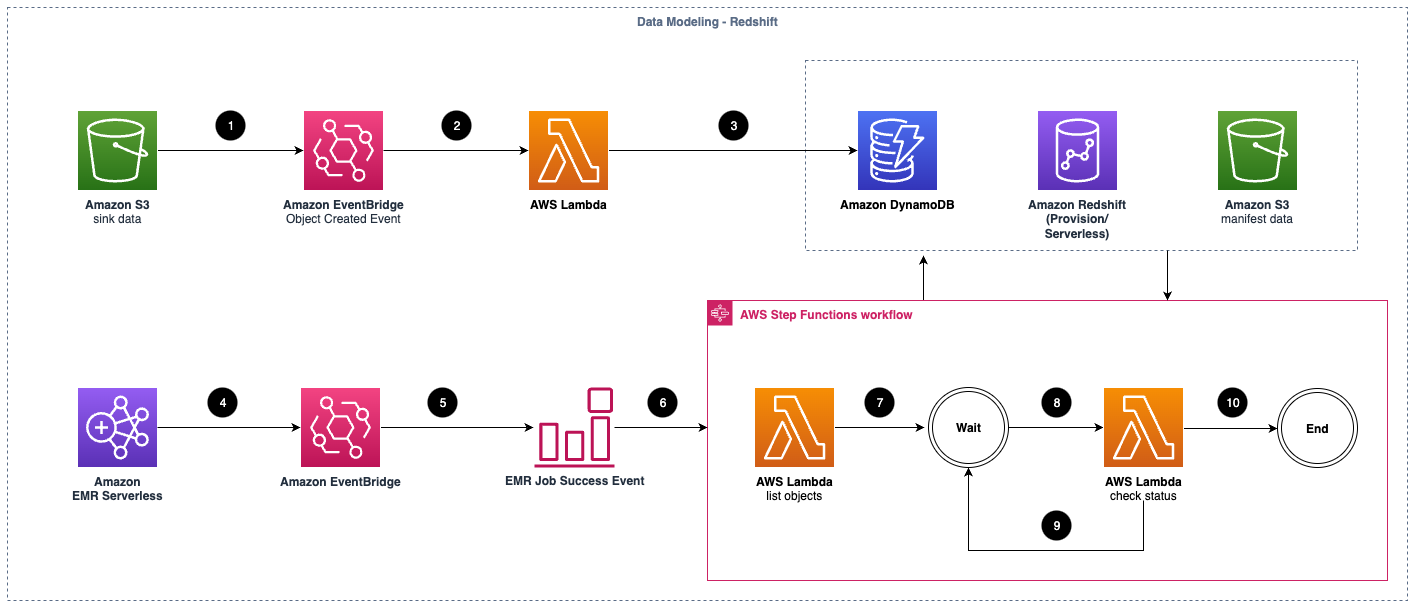 Data Modeling - Redshift
1
2
3
Amazon S3
sink data
Amazon EventBridge
Object Created Event
AWS Lambda
Amazon DynamoDB
Amazon Redshift
(Provision/
Serverless)
Amazon S3
manifest data
AWS Step Functions workflow
4
5
6
7
8
10
Wait
End
Amazon
EMR Serverless
Amazon EventBridge
EMR Job Success Event
AWS Lambda
list objects
AWS Lambda
check status
9